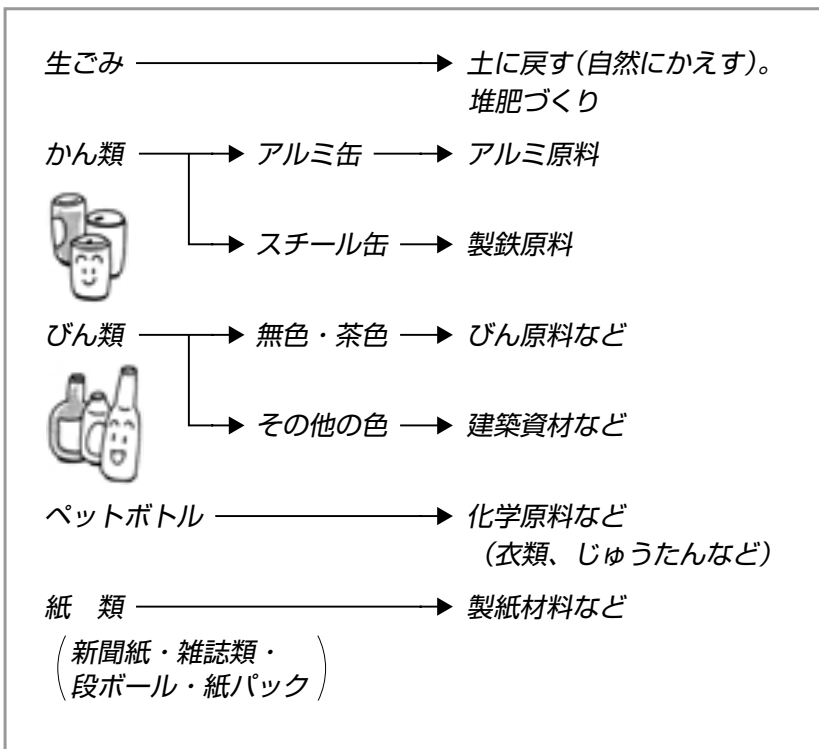 生ごみ 土に戻す(自然にかえす)。
堆肥づくり
かん類 アルミ缶 アルミ原料
スチール缶 製鉄原料
びん類 無色・茶色 びん原料など
その他の色 建築資材など
ペットボトル 化学原料など
(衣類、じゅうたんなど)
紙 類 製紙材料など
(新聞紙・雑誌類・
段ボール・紙パック)